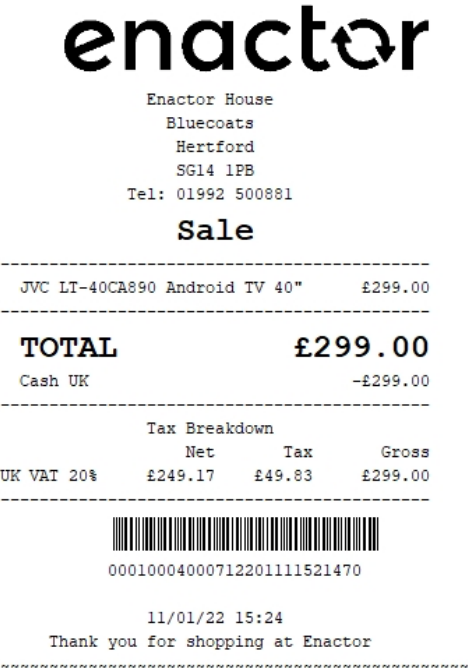 enactor
Enactor House
Bluecoats
Hertford
SG14 1PB
Tel: 01992 500881
Sale
--------------------------------------------
JVC LT-40CA890 Android TV 40" £299.00
--------------------------------------------
TOTAL £299.00
Cash UK -£299.00
--------------------------------------------
Tax Breakdown
Net Tax Gross
UK VAT 20% £249.17 £49.83 £299.00
--------------------------------------------
0001000400071220111152​1470
11/01/22 15:24
Thank you for shopping at Enactor
~~~~~~~~~~~~~~~~~~~~~~~~~~~~~~~~~~~~~~~~~~~~~~~~